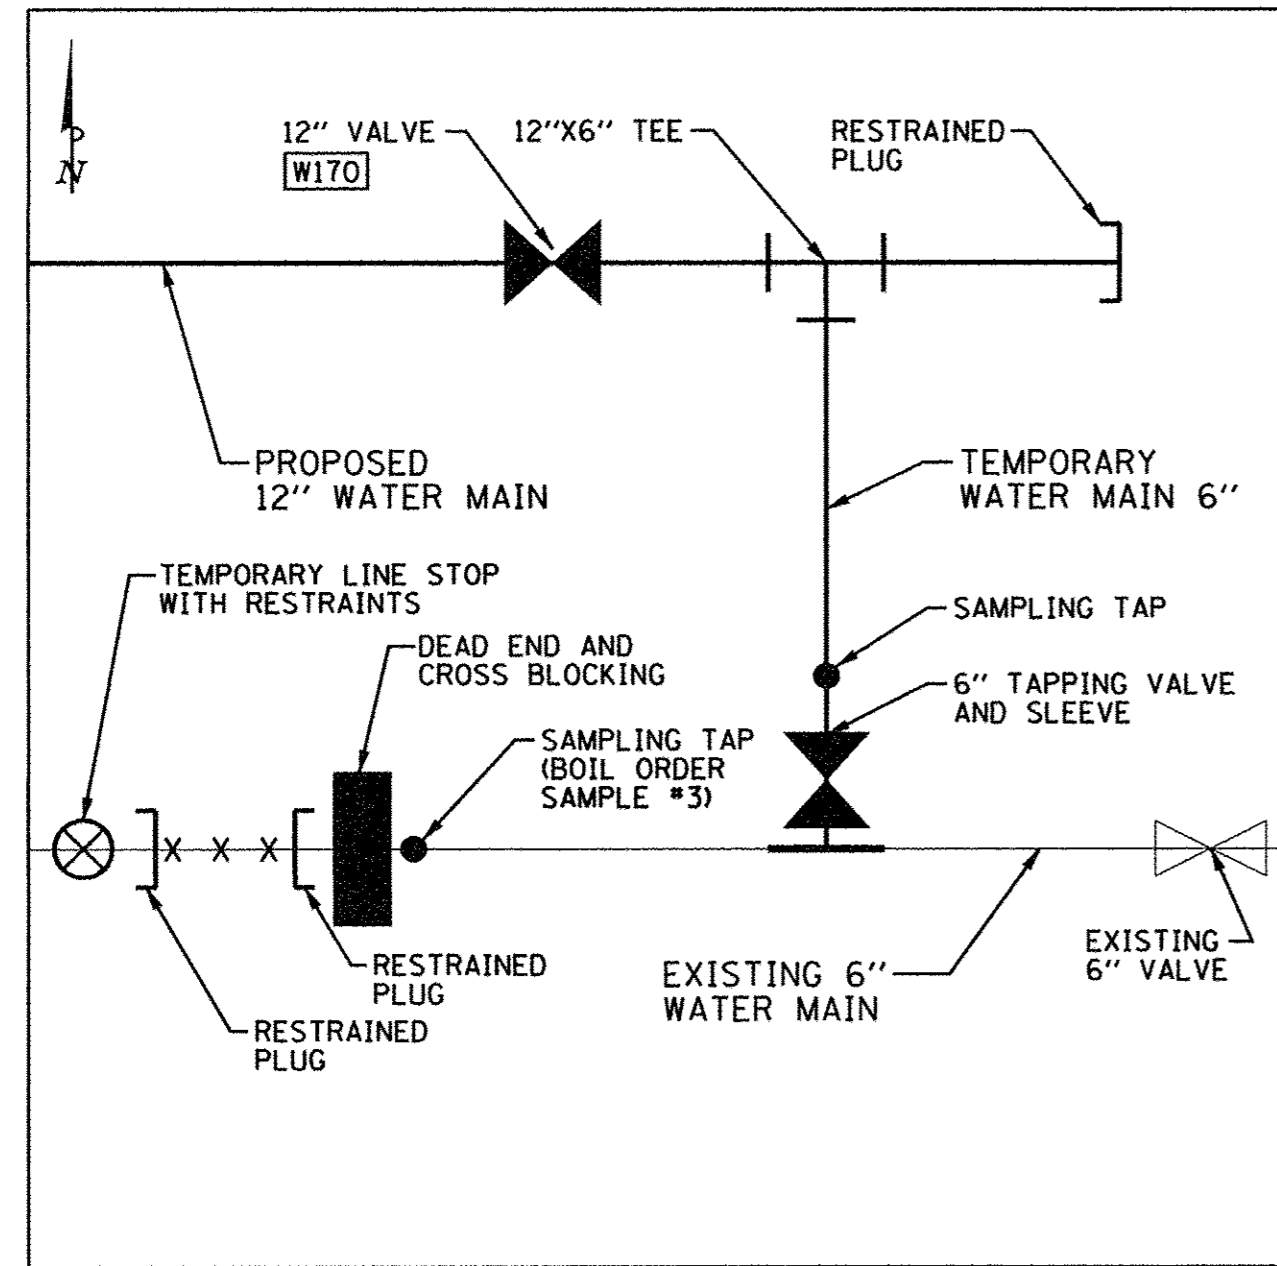 P
N
12" VALVE
W170
12"X6" TEE
RESTRAINED
PLUG
PROPOSED
12" WATER MAIN
TEMPORARY
WATER MAIN 6"
TEMPORARY LINE STOP
WITH RESTRAINTS
SAMPLING TAP
DEAD END AND
CROSS BLOCKING
6" TAPPING VALVE
AND SLEEVE
SAMPLING TAP
(BOIL ORDER
SAMPLE #3)
X X X
RESTRAINED
PLUG
RESTRAINED
PLUG
EXISTING 6"
WATER MAIN
EXISTING
6" VALVE